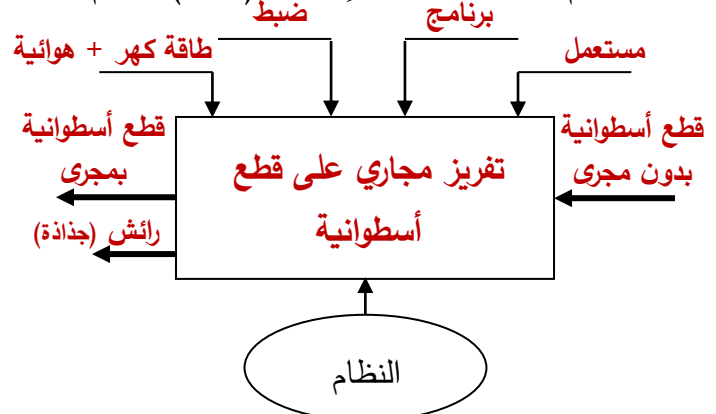 ضبط
برنامج
طاقة كهر + هوائية
مستعمل
قطع أسطوانية
بدون مجرى
تفريز مجاري على قطع
أسطوانية
قطع أسطوانية
بمجرى
رائش (جذاذة)
النظام